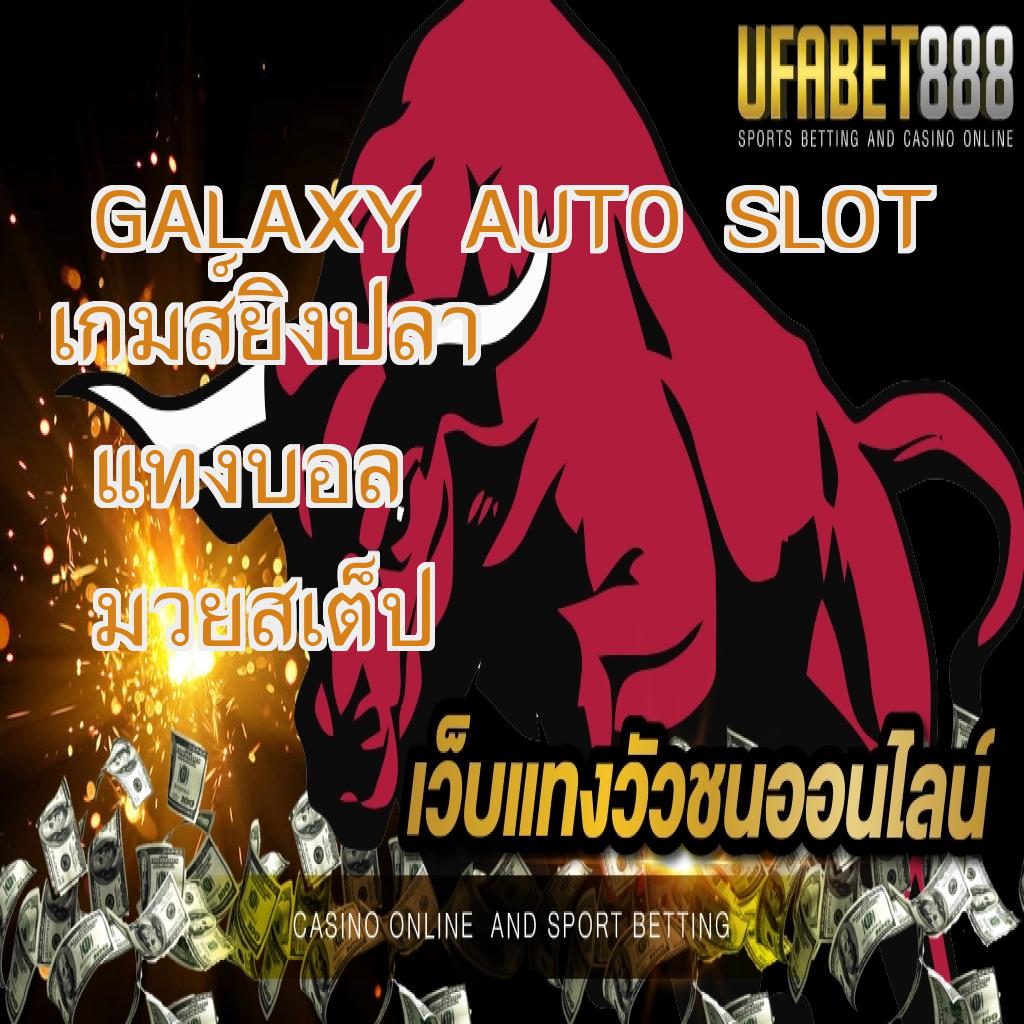 UFABET888
SPORTS BETTING AND CASINO ONLINE
GALAXY AUTO SLOT
เกมส์ยิงปลา
แทงบอล
มวยสเต็ป
เว็บแทงวัวชนออนไลน์
CASINO ONLINE AND SPORT BETTING